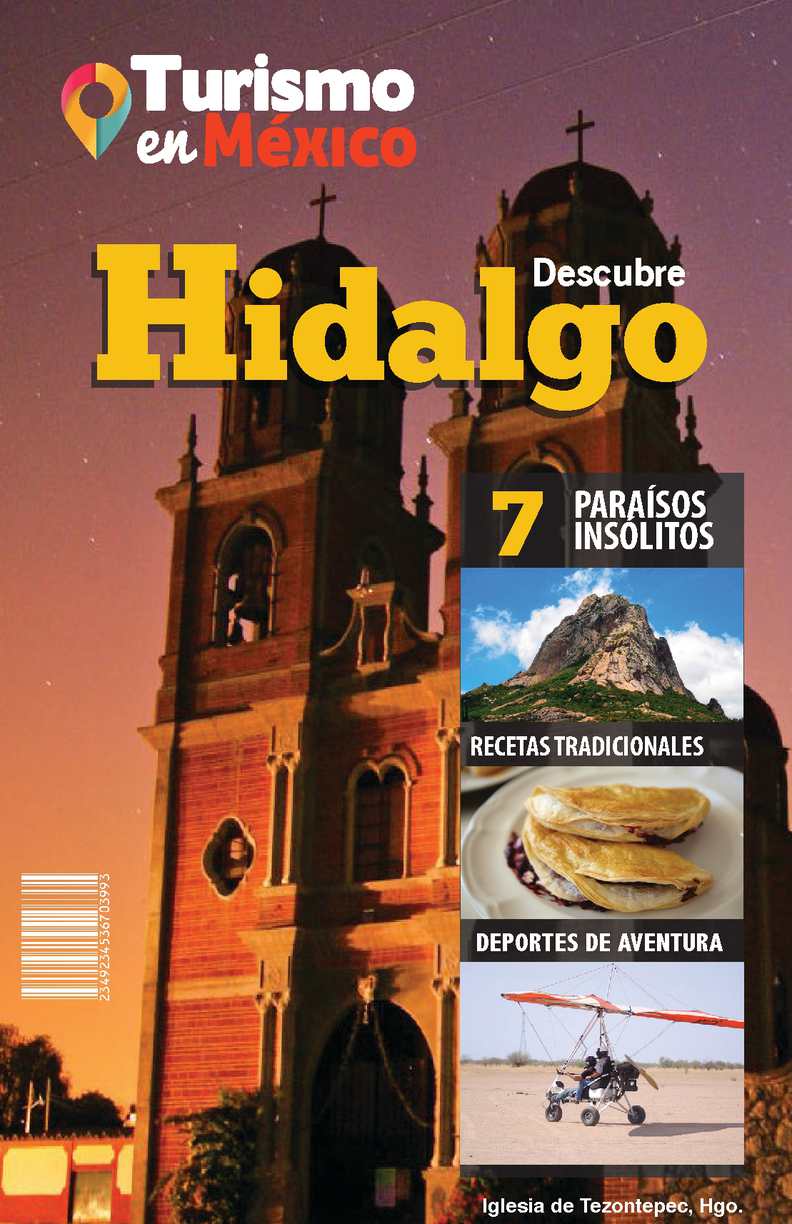 Turismo
en México
Descubre
Hidalgo
7 PARAÍSOS
INSÓLITOS
RECETAS TRADICIONALES
DEPORTES DE AVENTURA
2349234536703993
Iglesia de Tezontepec, Hgo.